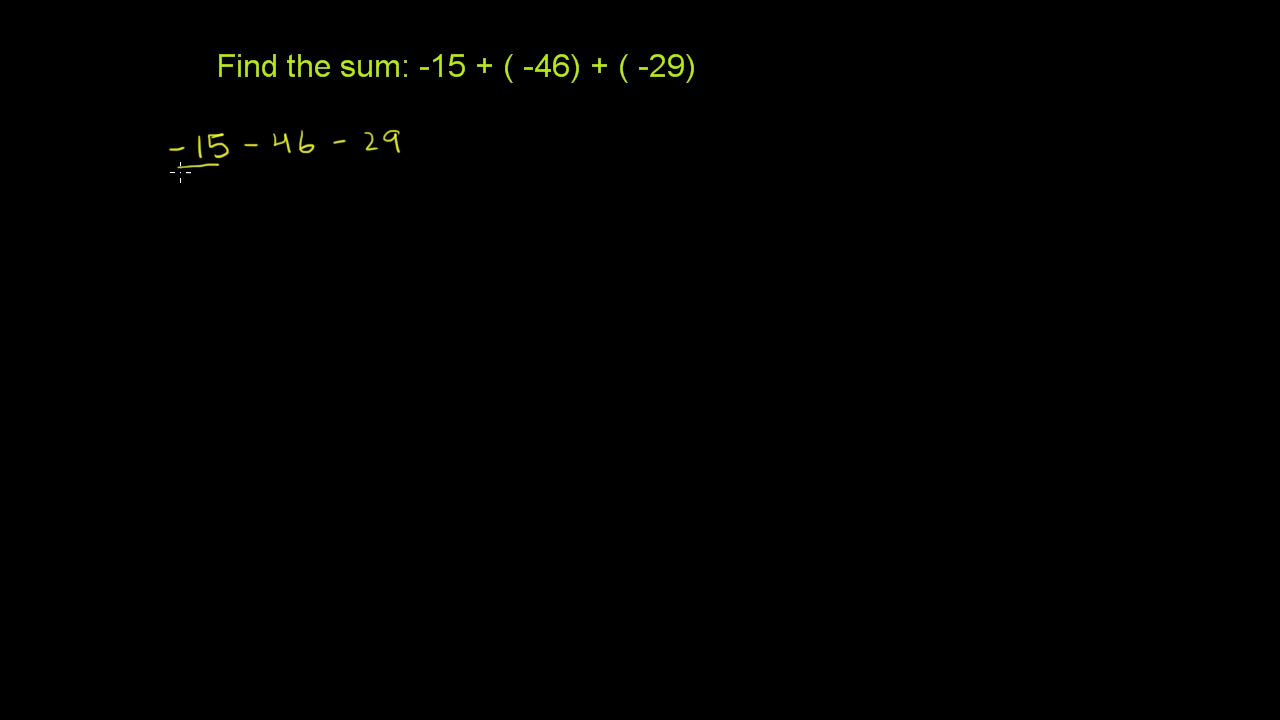 Find the sum: -15 + ( -46) + ( -29)
-15 - 46 - 29